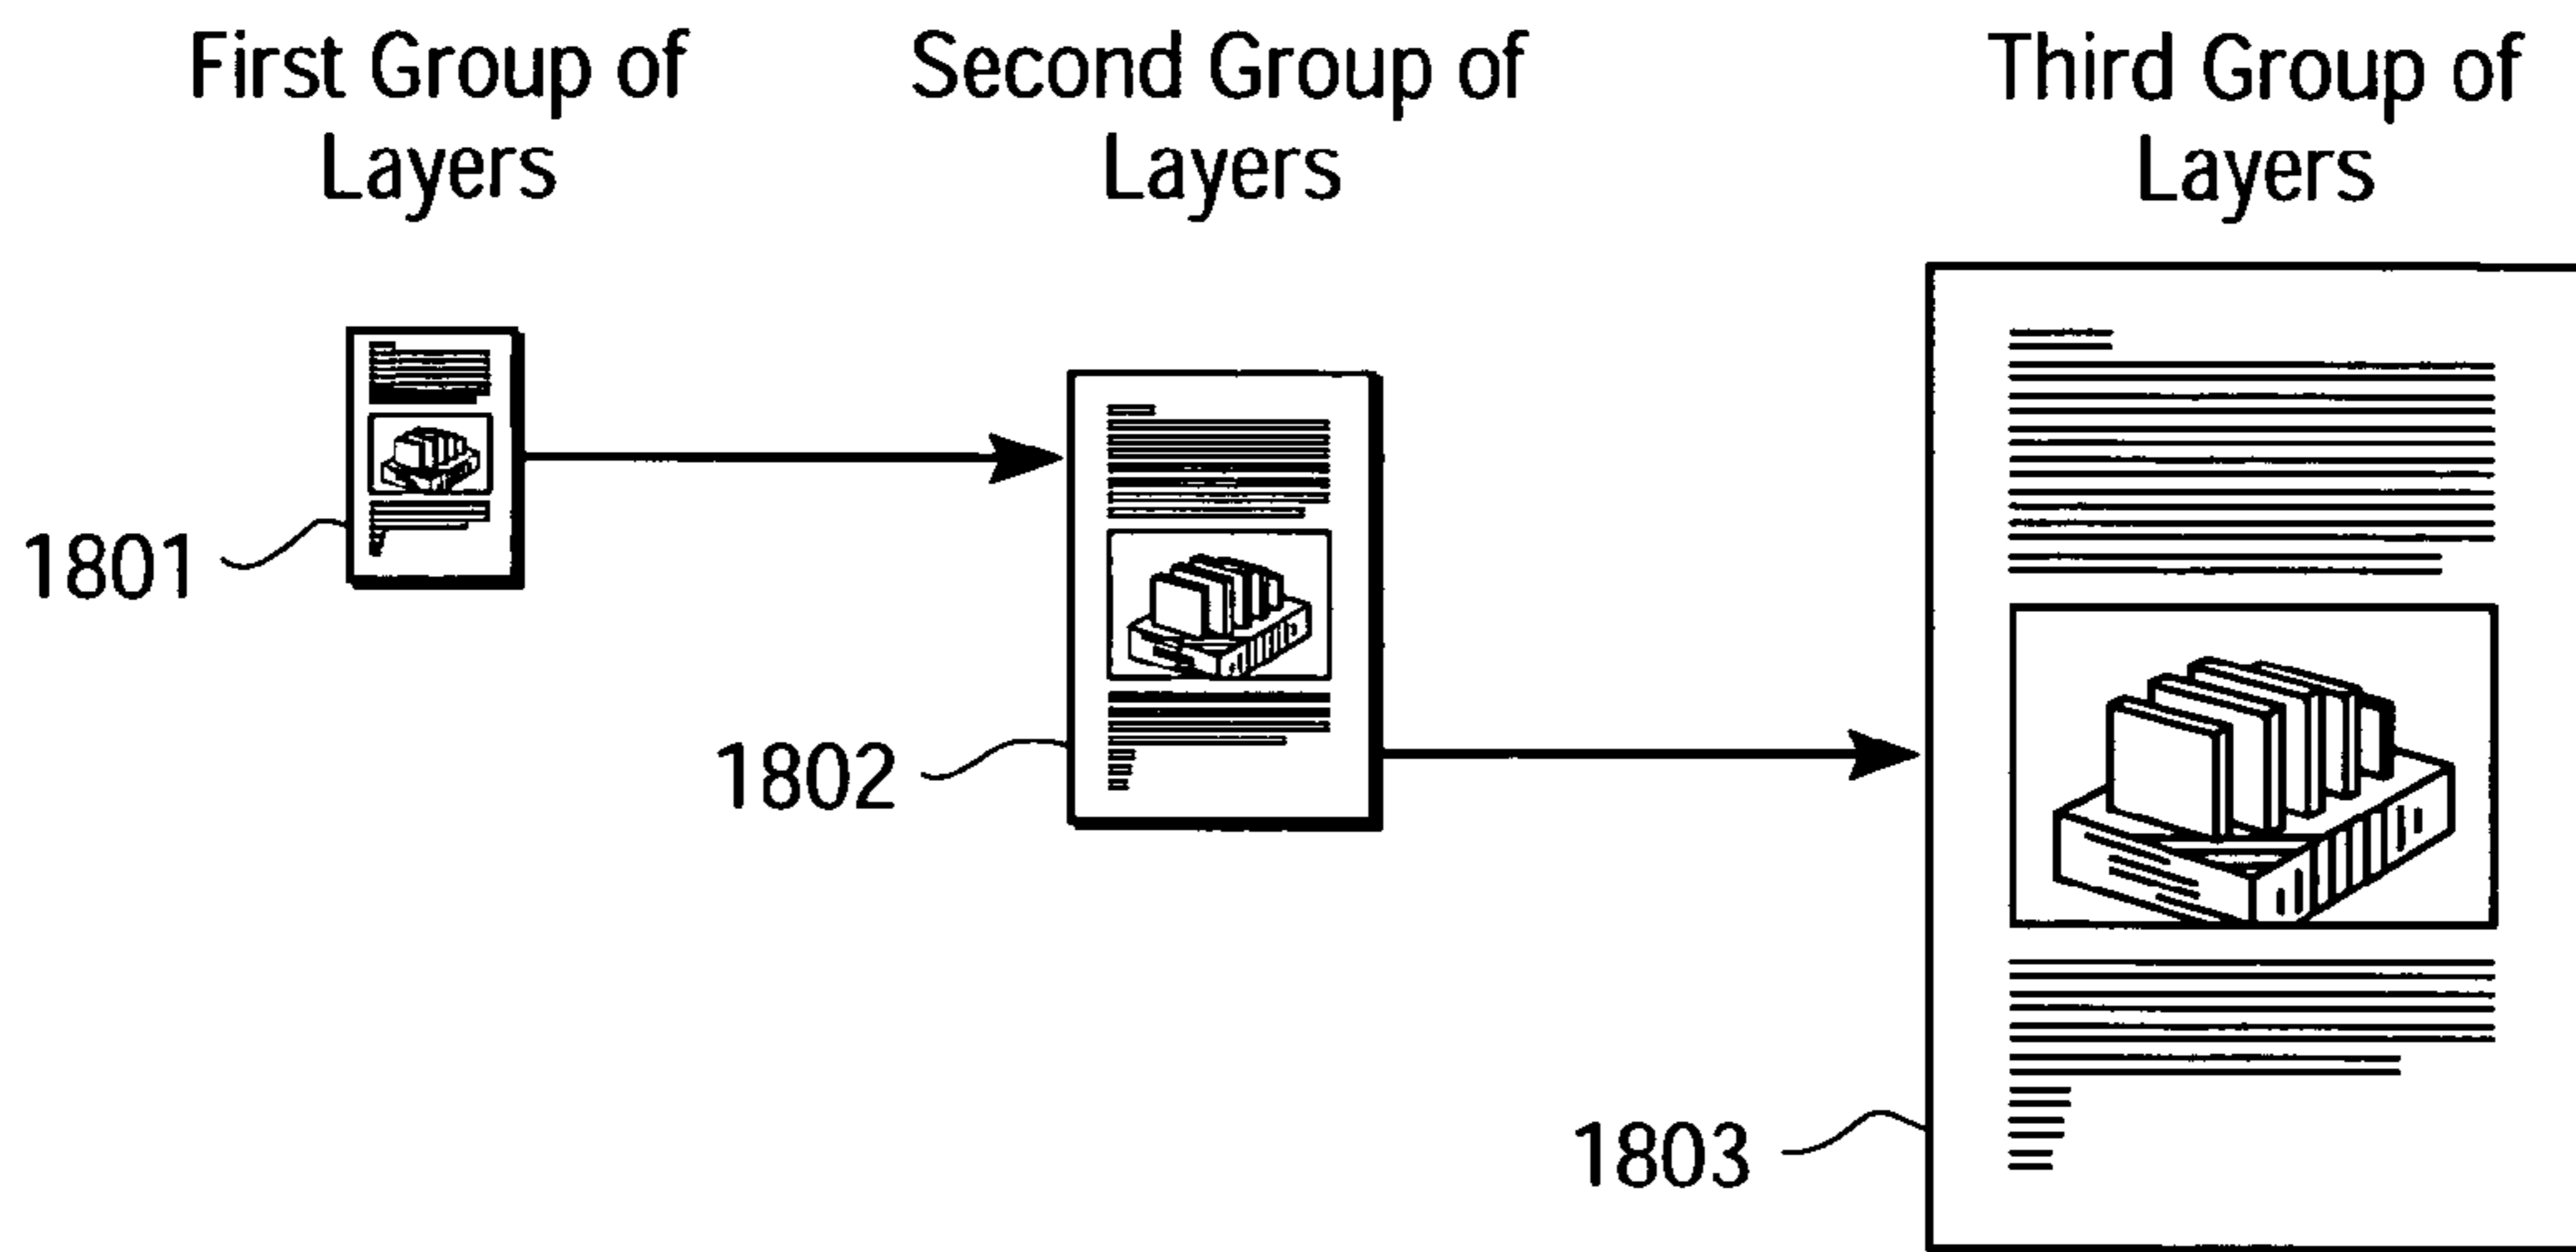 First Group of
Layers
Second Group of
Layers
Third Group of
Layers
1801
1802
1803